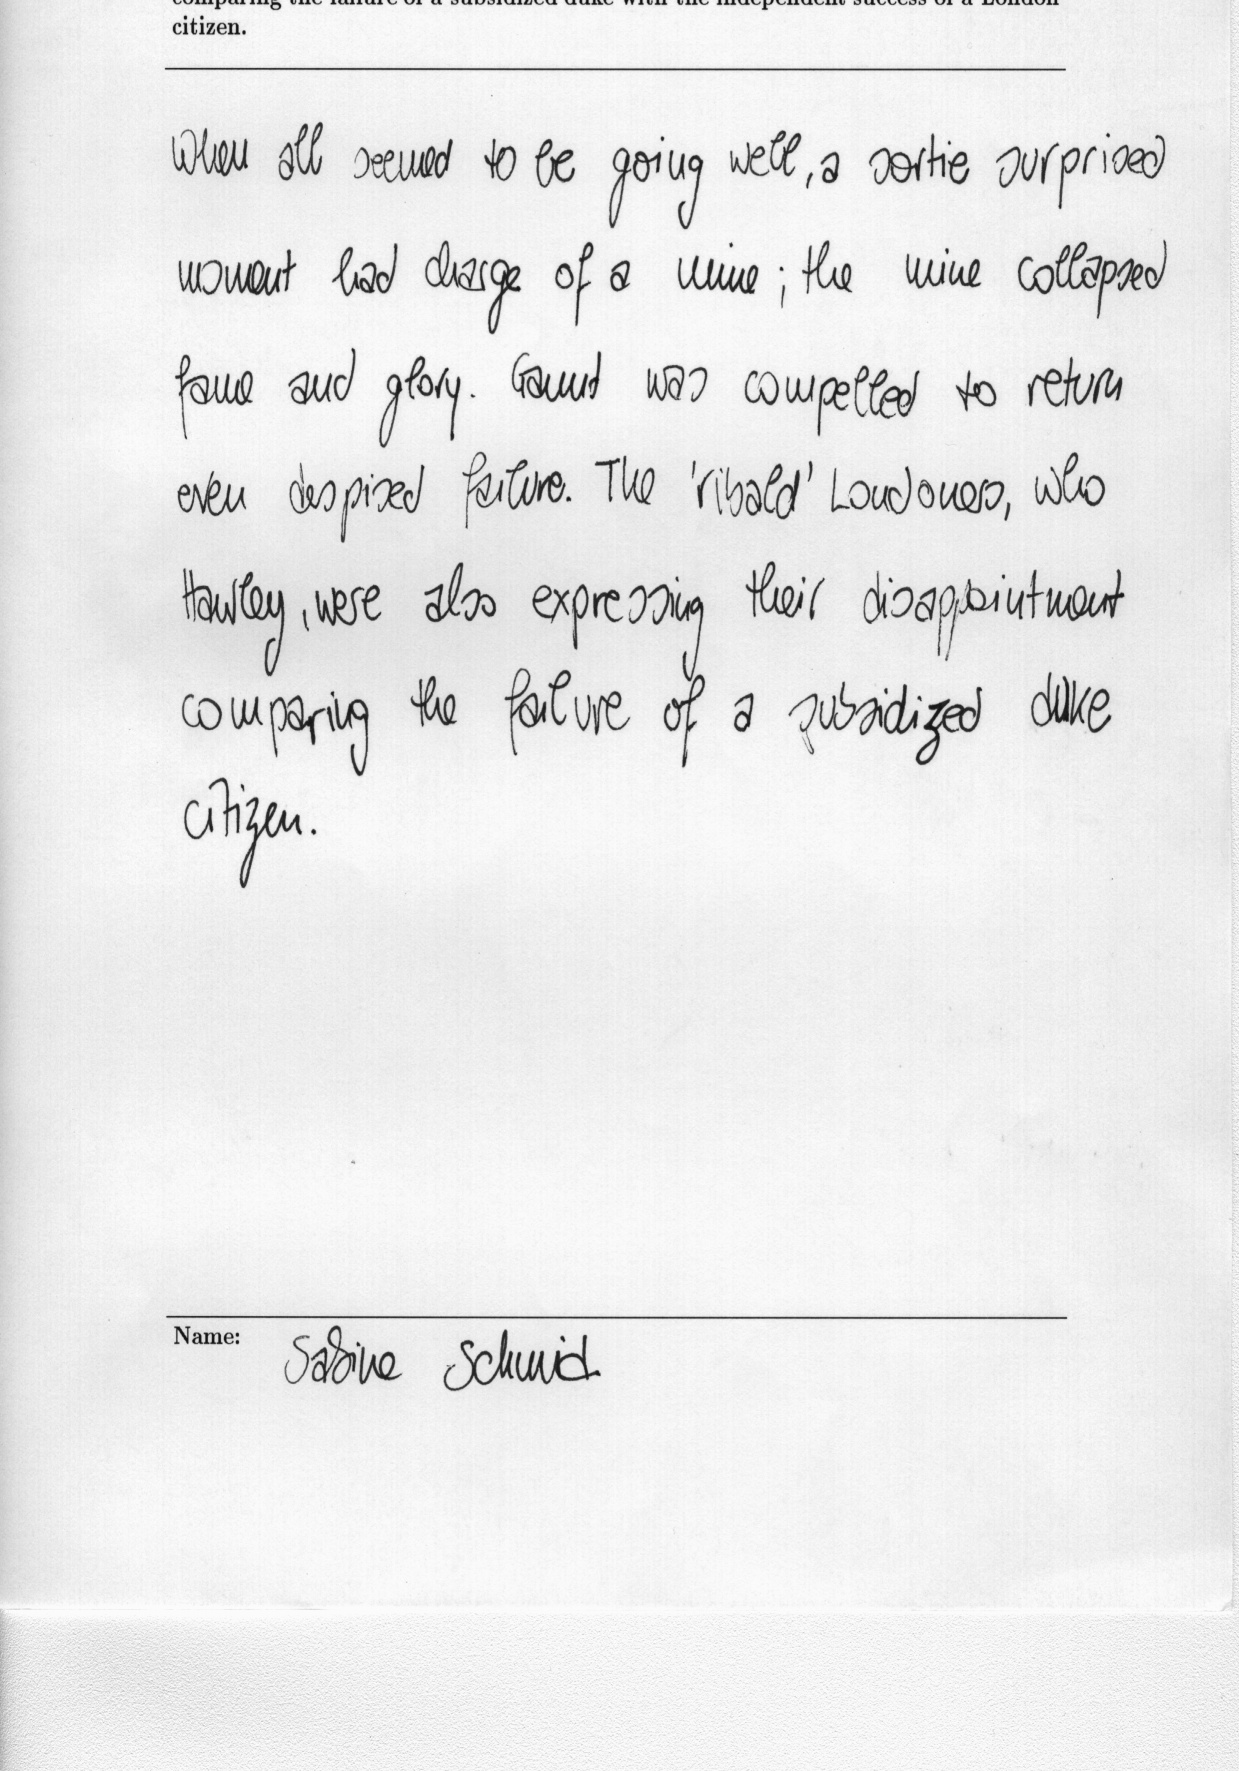 comparing the failure of a subsidized duke with the independent success of a London
citizen.
When all seemed to be going well, a sortie surprised
moment had charge of a mine; the mine collapsed
fame and glory. Gaunt was compelled to return
even despised failure. The 'ribald' Londoners, who
Hawley, were also expressing their disappointment
comparing the failure of a subsidized duke
citizen.
Name: Sabine Schmid